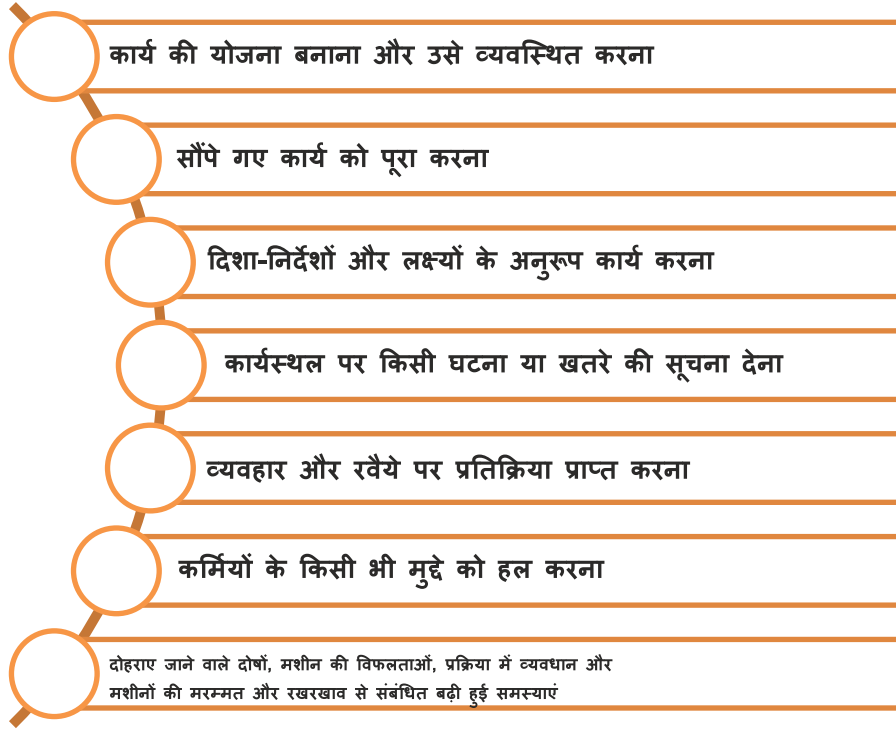 कार्य की योजना बनाना और उसे व्यवस्थित करना
सौंपे गए कार्य को पूरा करना
दिशा-निर्देशों और लक्ष्यों के अनुरूप कार्य करना
कार्यस्थल पर किसी घटना या खतरे की सूचना देना
व्यवहार और रवैये पर प्रतिक्रिया प्राप्त करना
कर्मियों के किसी भी मुद्दे को हल करना
दोहराए जाने वाले दोषों, मशीन की विफलताओं, प्रक्रिया में व्यवधान और
मशीनों की मरम्मत और रखरखाव से संबंधित बढ़ी हुई समस्याएं